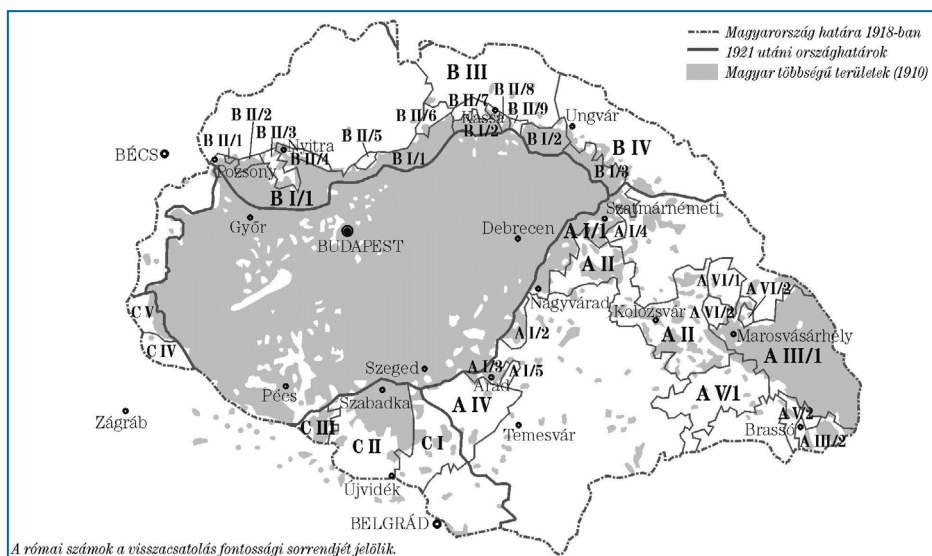 Magyarország határa 1918-ban
1921 utáni országhatárok
Magyar többségű területek (1910)
B III
B II/8
B II/7
B II/9
Kassa
B II/6
B I/2
B I/2
Ungvár
B IV
B I/3
B II/2
B II/3
B II/1
Nyitra
B II/5
B II/4
B I/1
BÉCS
Pozsony
B I/1
Győr
BUDAPEST
Debrecen
Szatmárnémeti
A I/1
A I/4
A II
Nagyvárad
A VI/1
A VI/2
Kolozsvár
A VI/2
Marosvásárhely
A II
A III/1
C V
C IV
A I/2
Szeged
A I/3
A I/5
Arad
Pécs
Szabadka
A IV
A V/1
A V/2
Brassó
A III/2
Zágráb
Temesvár
C III
C II
C I
Újvidék
BELGRÁD
A római számok a visszacsatolás fontossági sorrendjét jelölik.